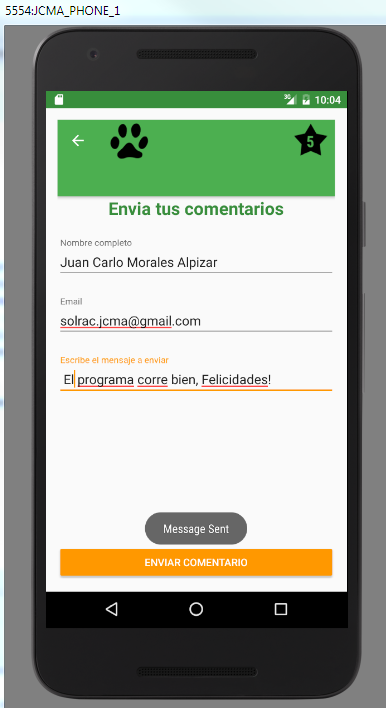 5554:JCMA_PHONE_1
3G 10:04
5
Envia tus comentarios
Nombre completo
Juan Carlo Morales Alpizar
Email
solrac.jcma@gmail.com
Escribe el mensaje a enviar
El programa corre bien, Felicidades!
Message Sent
ENVIAR COMENTARIO